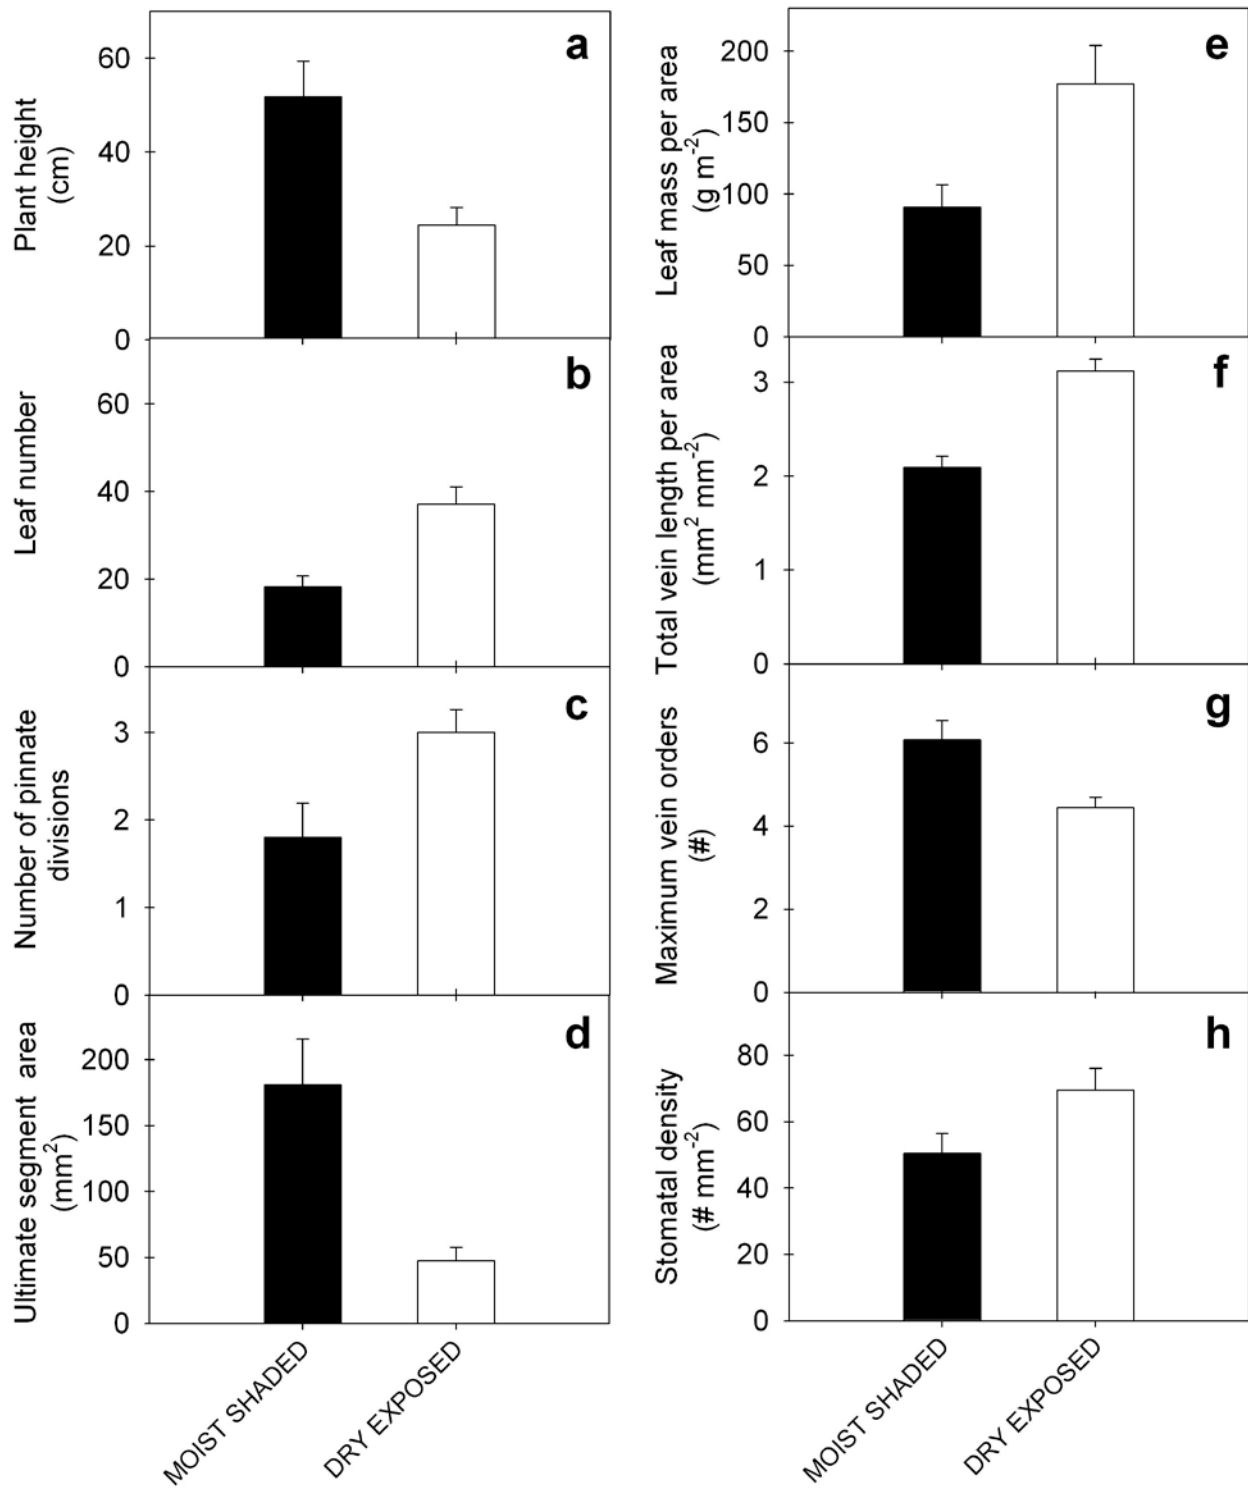 a
Plant height
(cm)
60
40
20
0
b
Leaf number
60
40
20
0
c
Number of pinnate
divisions
3
2
1
0
d
Ultimate segment area
(mm²)
200
150
100
50
0
MOIST SHADED
DRY EXPOSED
e
Leaf mass per area
(g m⁻²)
200
150
100
50
0
f
Total vein length per area
(mm² mm⁻²)
3
2
1
0
g
Maximum vein orders
(#)
6
4
2
0
h
Stomatal density
(# mm⁻²)
80
60
40
20
0
MOIST SHADED
DRY EXPOSED